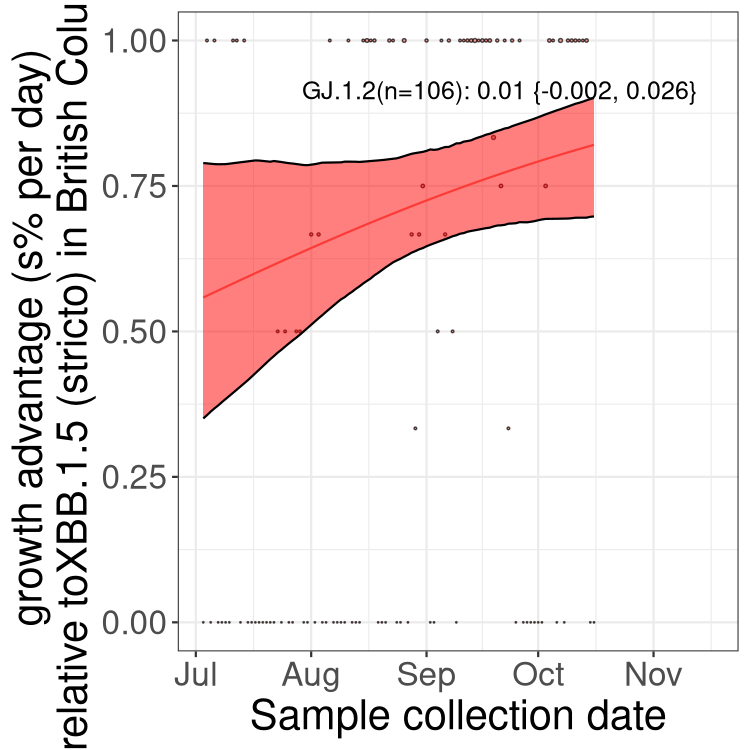 growth advantage (s% per day)
relative toXBB.1.5 (stricto) in British Colu
1.00
0.75
0.50
0.25
0.00
GJ.1.2(n=106): 0.01 {-0.002, 0.026}
Jul Aug Sep Oct Nov
Sample collection date